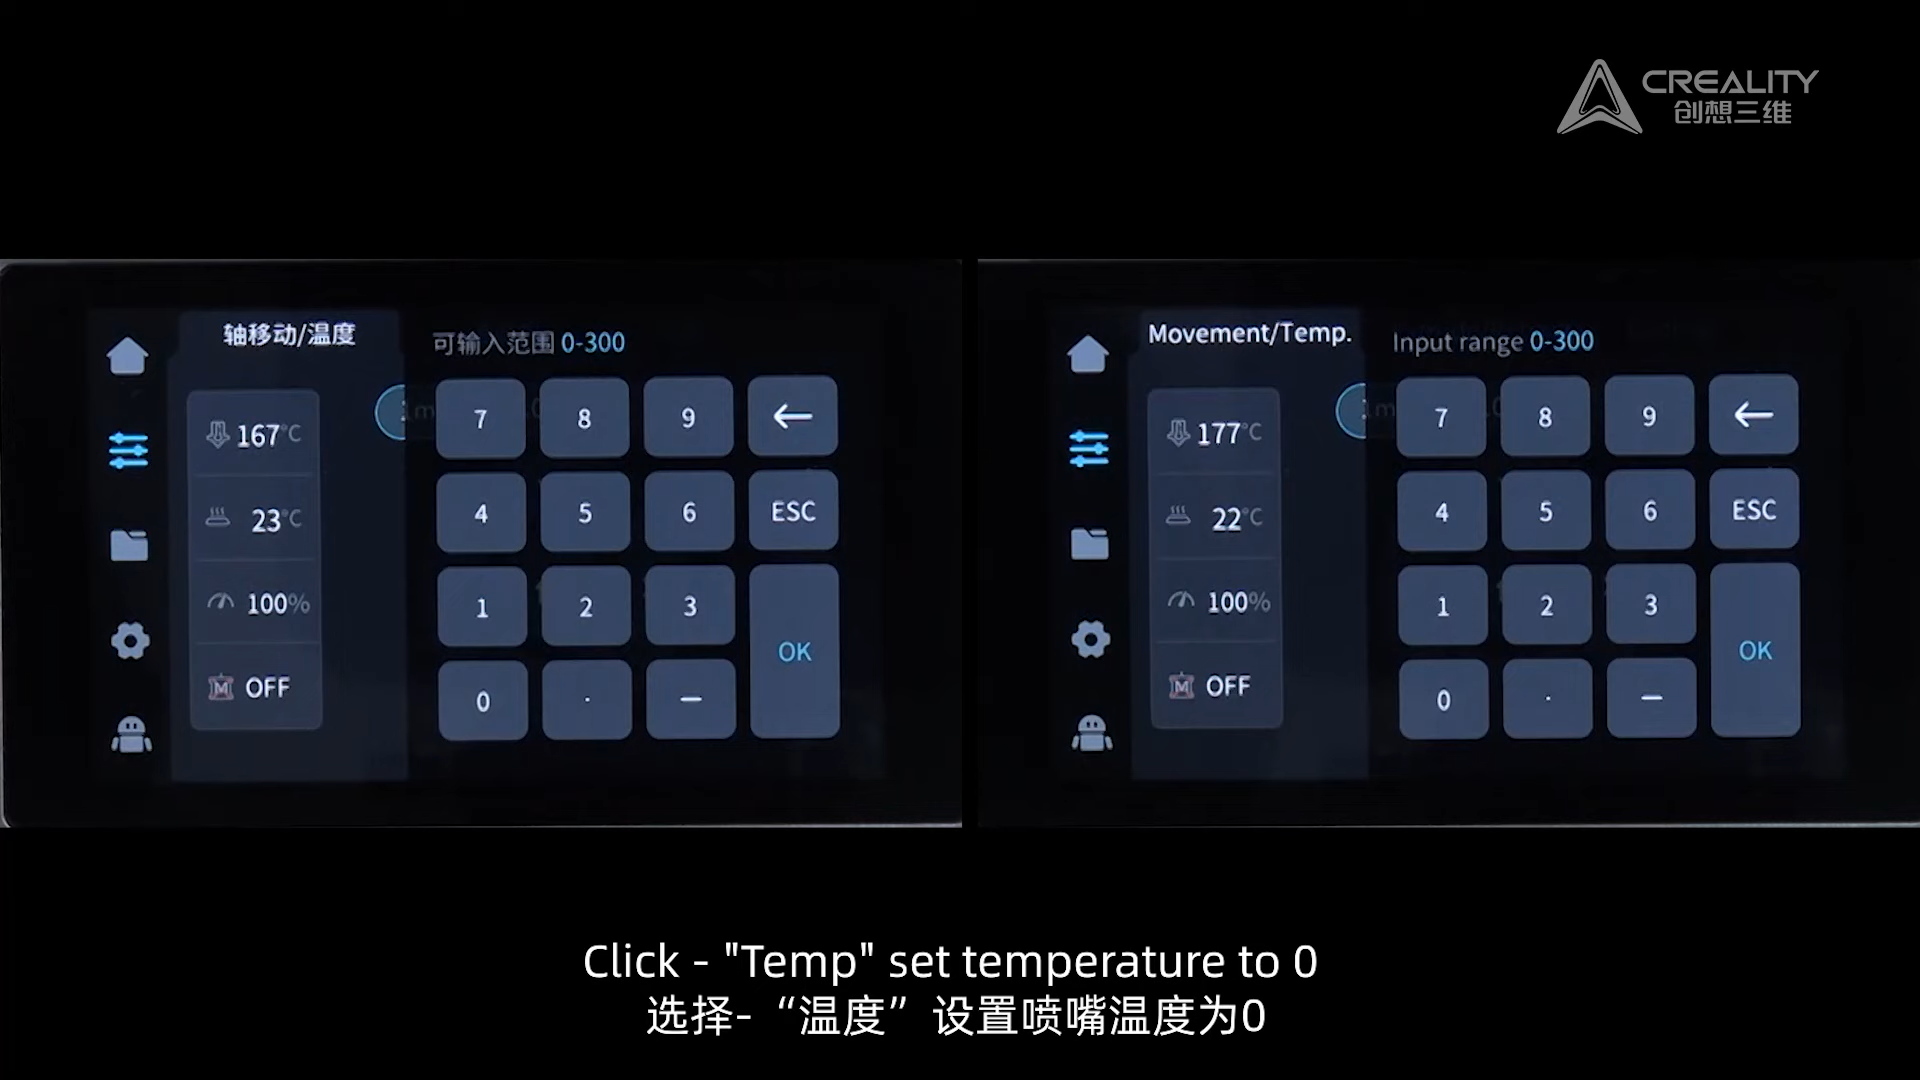 CREALITY
创想三维
轴移动/温度
可输入范围 0-300
167°C
23°C
100%
OFF
7 8 9 ←
4 5 6 ESC
1 2 3
OK
0 · —
Movement/Temp.
Input range 0-300
177°C
22°C
100%
OFF
7 8 9 ←
4 5 6 ESC
1 2 3
OK
0 · —
Click - "Temp" set temperature to 0
选择-“温度”设置喷嘴温度为0